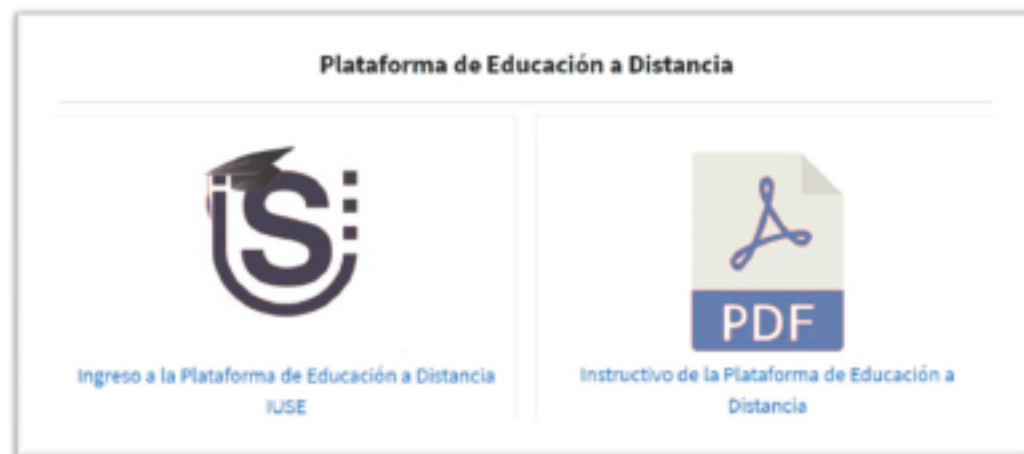 Plataforma de Educación a Distancia
Ingreso a la Plataforma de Educación a Distancia
IUSE
PDF
Instructivo de la Plataforma de Educación a
Distancia